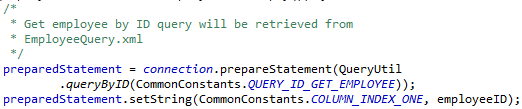 /*
 * Get employee by ID query will be retrieved from
 * EmployeeQuery.xml
 */
preparedStatement = connection.prepareStatement(QueryUtil
        .queryByID(CommonConstants.QUERY_ID_GET_EMPLOYEE));
preparedStatement.setString(CommonConstants.COLUMN_INDEX_ONE, employeeID);